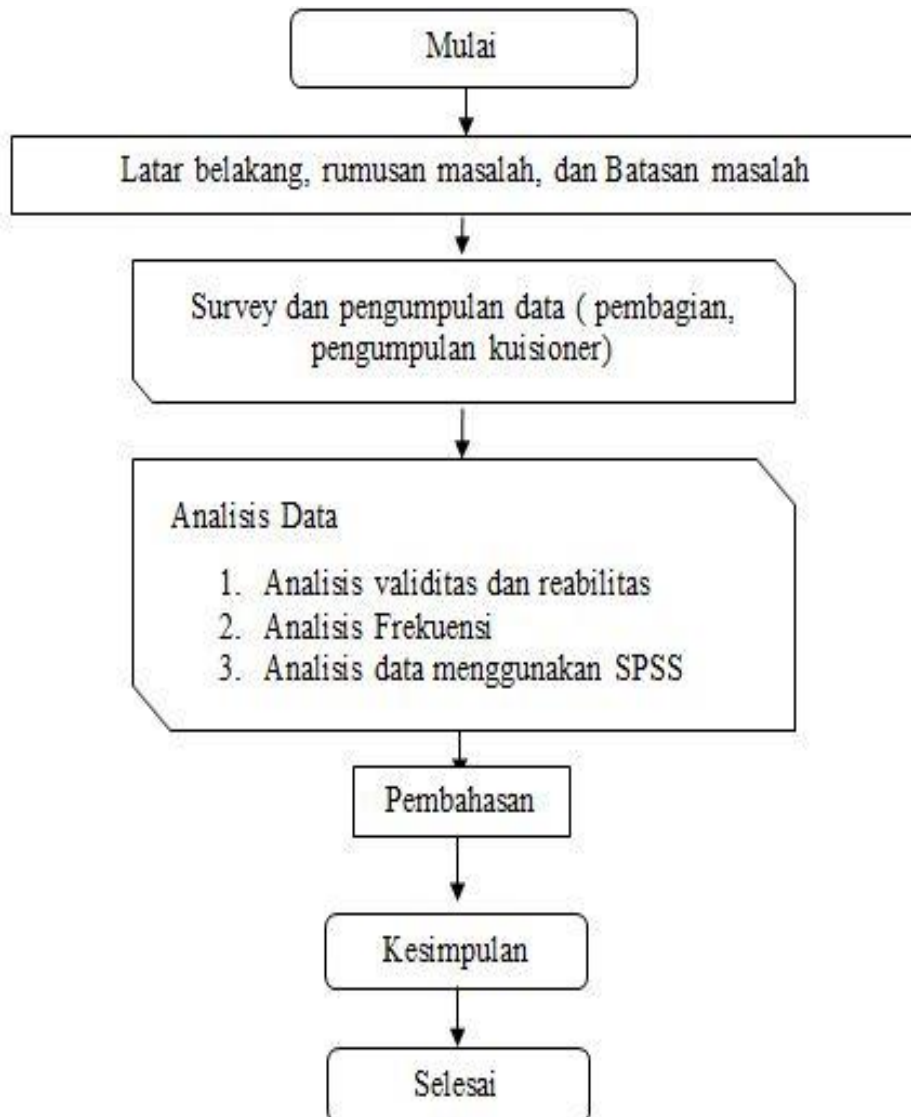 Mulai
Latar belakang, rumusan masalah, dan Batasan masalah
Survey dan pengumpulan data ( pembagian,
pengumpulan kuisioner)
Analisis Data
1. Analisis validitas dan reabilitas
2. Analisis Frekuensi
3. Analisis data menggunakan SPSS
Pembahasan
Kesimpulan
Selesai